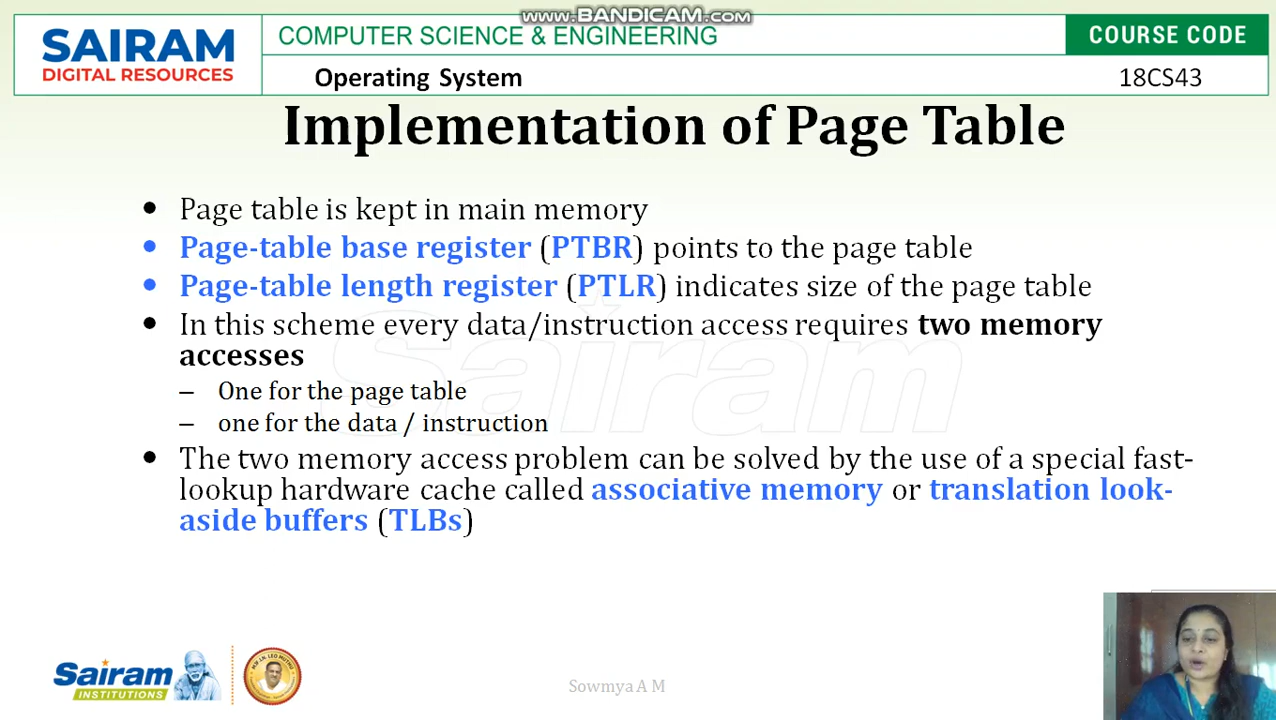 www.BANDICAM.com
SAIRAM
DIGITAL RESOURCES
COMPUTER SCIENCE & ENGINEERING
COURSE CODE
Operating System
18CS43
Implementation of Page Table
• Page table is kept in main memory
• Page-table base register (PTBR) points to the page table
• Page-table length register (PTLR) indicates size of the page table
• In this scheme every data/instruction access requires two memory
accesses
– One for the page table
– one for the data / instruction
• The two memory access problem can be solved by the use of a special fast-
lookup hardware cache called associative memory or translation look-
aside buffers (TLBs)
Sairam
Sairam
INSTITUTIONS
Sowmya A M